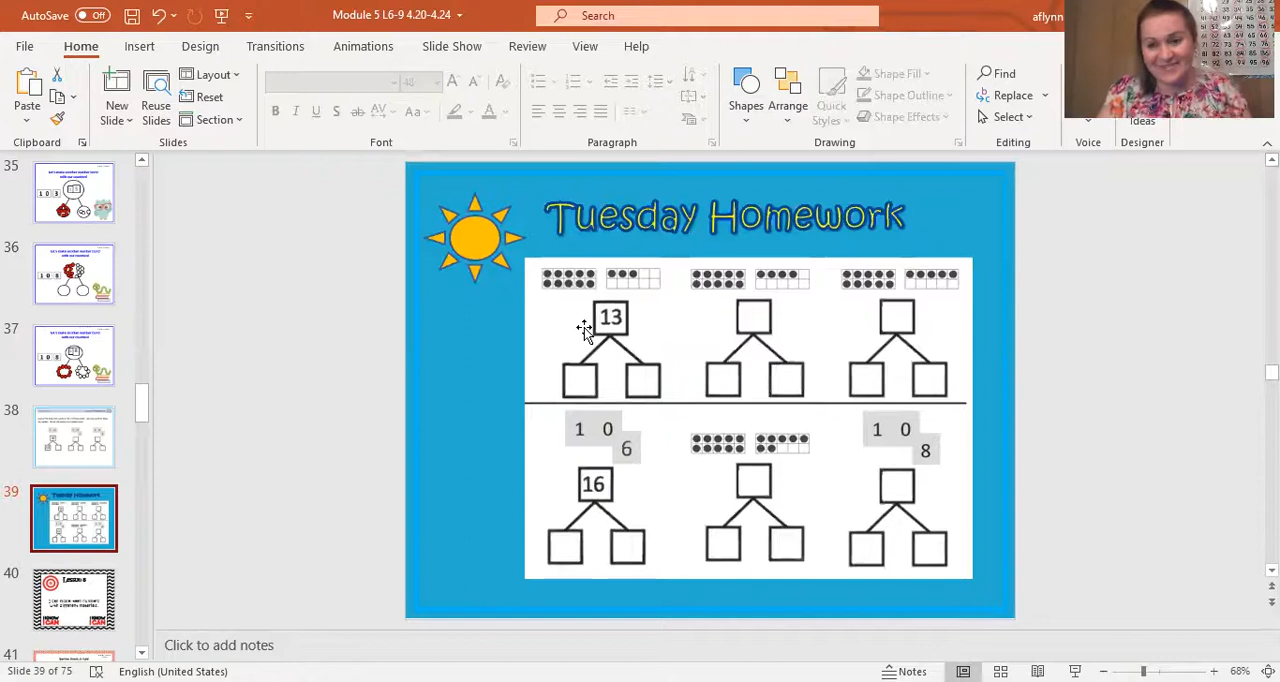 AutoSave Off
Module 5 L6-9 4.20-4.24
Search
aflynn
File Home Insert Design Transitions Animations Slide Show Review View Help
Paste
New Slide
Reuse Slides
Layout
Reset
Section
48
B I U S ab AV Aa A
Shapes
Arrange
Quick Styles
Shape Fill
Shape Outline
Shape Effects
Find
Replace
Select
Ideas
Clipboard Slides Font Paragraph Drawing Editing Voice Designer
35
36
37
38
39
40
41
Tuesday Homework
13
1 0
6
1 0
8
16
Click to add notes
Slide 39 of 75
English (United States)
Notes
68%